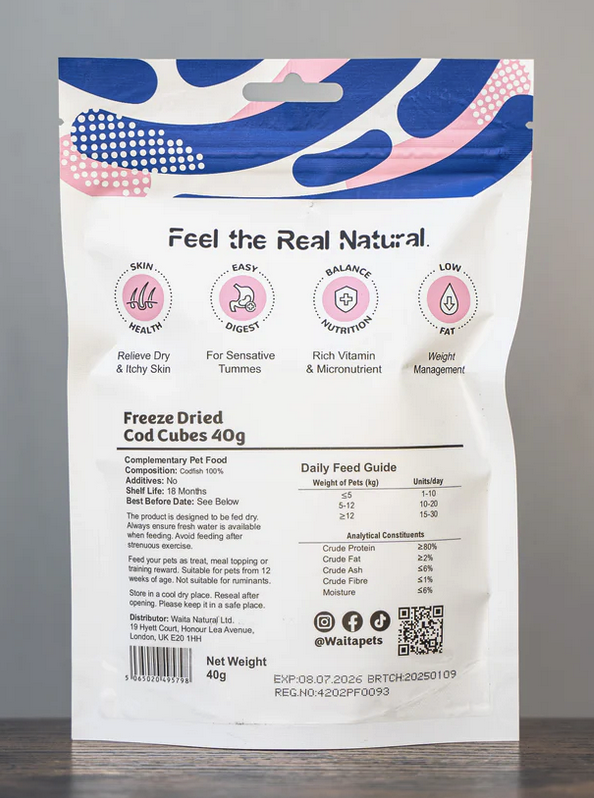 Feel the Real Natural.
SKIN
HEALTH
EASY
DIGEST
BALANCE
NUTRITION
LOW
FAT
Relieve Dry
& Itchy Skin
For Sensative
Tummes
Rich Vitamin
& Micronutrient
Weight
Management
Freeze Dried
Cod Cubes 40g
Complementary Pet Food
Composition: Codfish 100%
Additives: No
Shelf Life: 18 Months
Best Before Date: See Below
The product is designed to be fed dry.
Always ensure fresh water is available
when feeding. Avoid feeding after
strenuous exercise.
Feed your pets as treat, meal topping or
training reward. Suitable for pets from 12
weeks of age. Not suitable for ruminants.
Store in a cool dry place. Reseal after
opening. Please keep it in a safe place.
Distributor: Waita Natural Ltd.
19 Hyett Court, Honour Lea Avenue,
London, UK E20 1HH
5 065020 495798
Net Weight
40g
Daily Feed Guide
Weight of Pets (kg) Units/day
≤5 1-10
5-12 10-20
≥12 15-30
Analytical Constituents
Crude Protein ≥80%
Crude Fat ≥2%
Crude Ash ≤6%
Crude Fibre ≤1%
Moisture ≤6%
@Waitapets
EXP:08.07.2026 BRTCH:20250109
REG.NO:4202PF0093